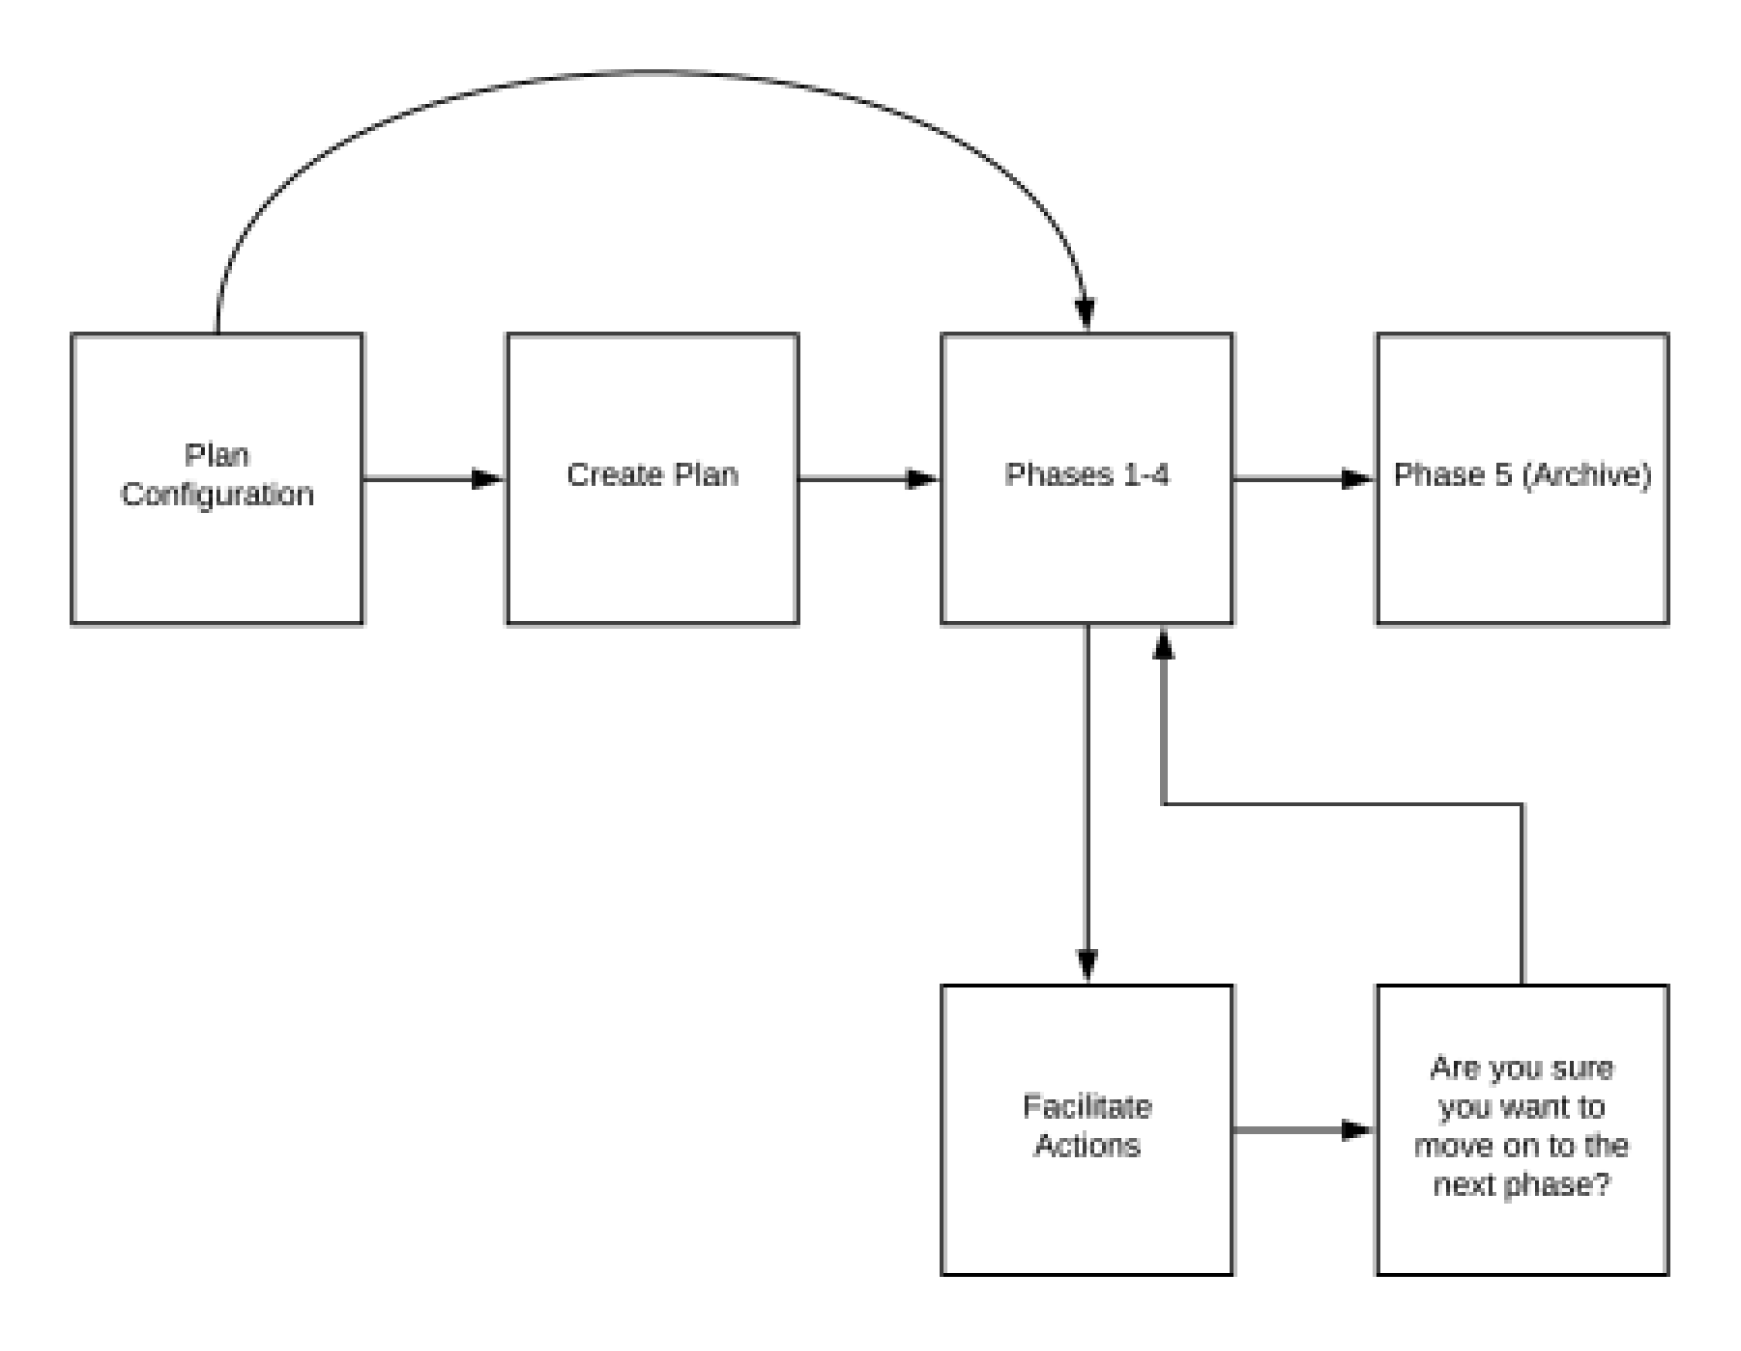 Plan
Configuration
Create Plan
Phases 1-4
Phase 5 (Archive)
Facilitate
Actions
Are you sure
you want to
move on to the
next phase?